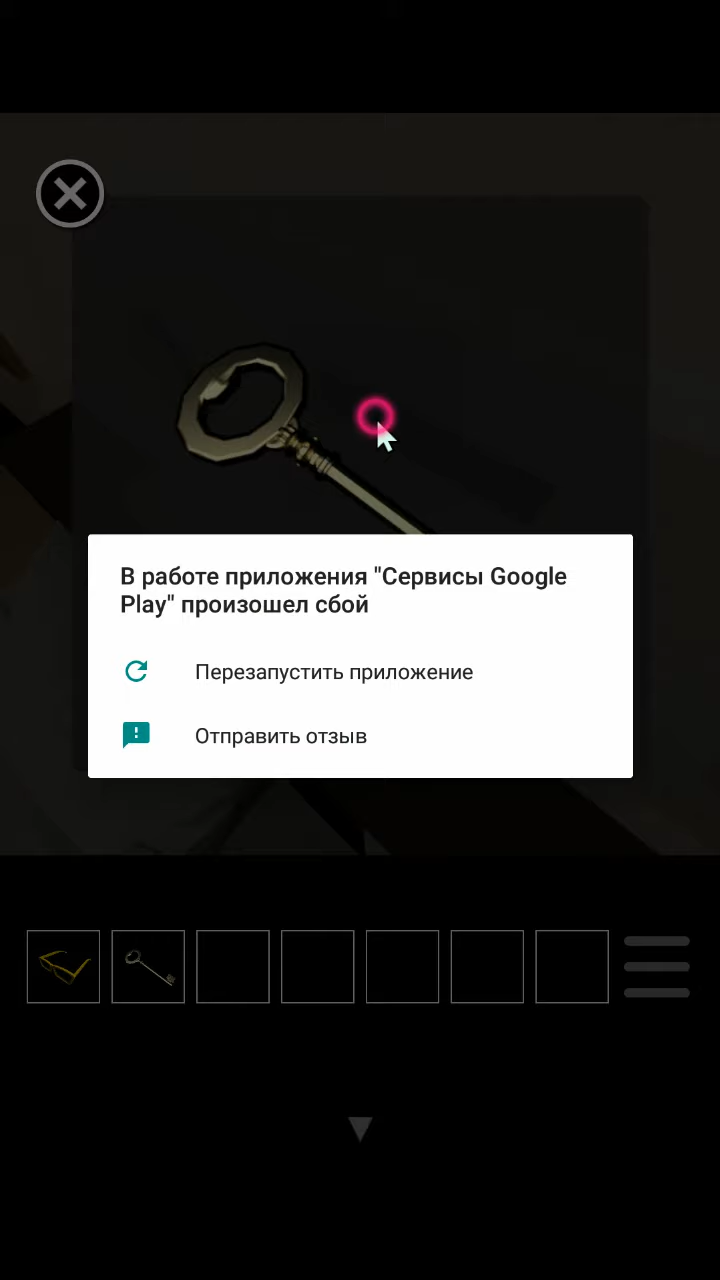 В работе приложения "Сервисы Google
Play" произошел сбой
Перезапустить приложение
Отправить отзыв